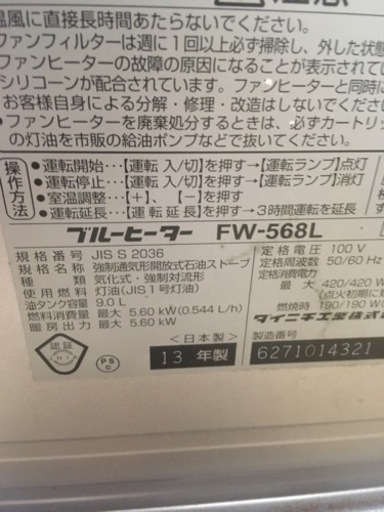 温風に直接長時間あたらないでください。
ファンフィルターは週に1回以上必ず掃除し、外した状態
ファンヒーターの故障の原因になることが表示されてい
シリコーンが配合されています。ファンヒーターと同時に
お客様自身による分解・修理・改造はしないでください
●ファンヒーターを廃棄処分するときは、必ずカートリッ
の灯油を市販の給油ポンプなどで抜いてください。
操作方法
●運転開始…【運転 入/切】を押す→【運転ランプ】点灯
●運転停止…【運転 入/切】を押す→【運転ランプ】消灯
●室温調整…【+】、【-】を押す
●運転延長…【運転延長】を押す→3時間運転を延長
ブルーヒーター FW-568L
規格番号 JIS S 2036
規格名称 強制通気形開放式石油ストーブ
種類 気化式・強制対流形
使用燃料 灯油(JIS1号灯油)
油タンク容量 9.0 L
燃料消費量 最大 5.60 kW (0.544 L/h)
暖房出力 最大 5.60 kW
定格電圧 100 V
定格周波数 50/60 Hz
定格消費電力
最大 420/420 W
(点火初期に
燃焼時 90/190 W
ダイニチ工業株式
認証
PS
C
<日本製>
13 年製
製造番号
6271014321